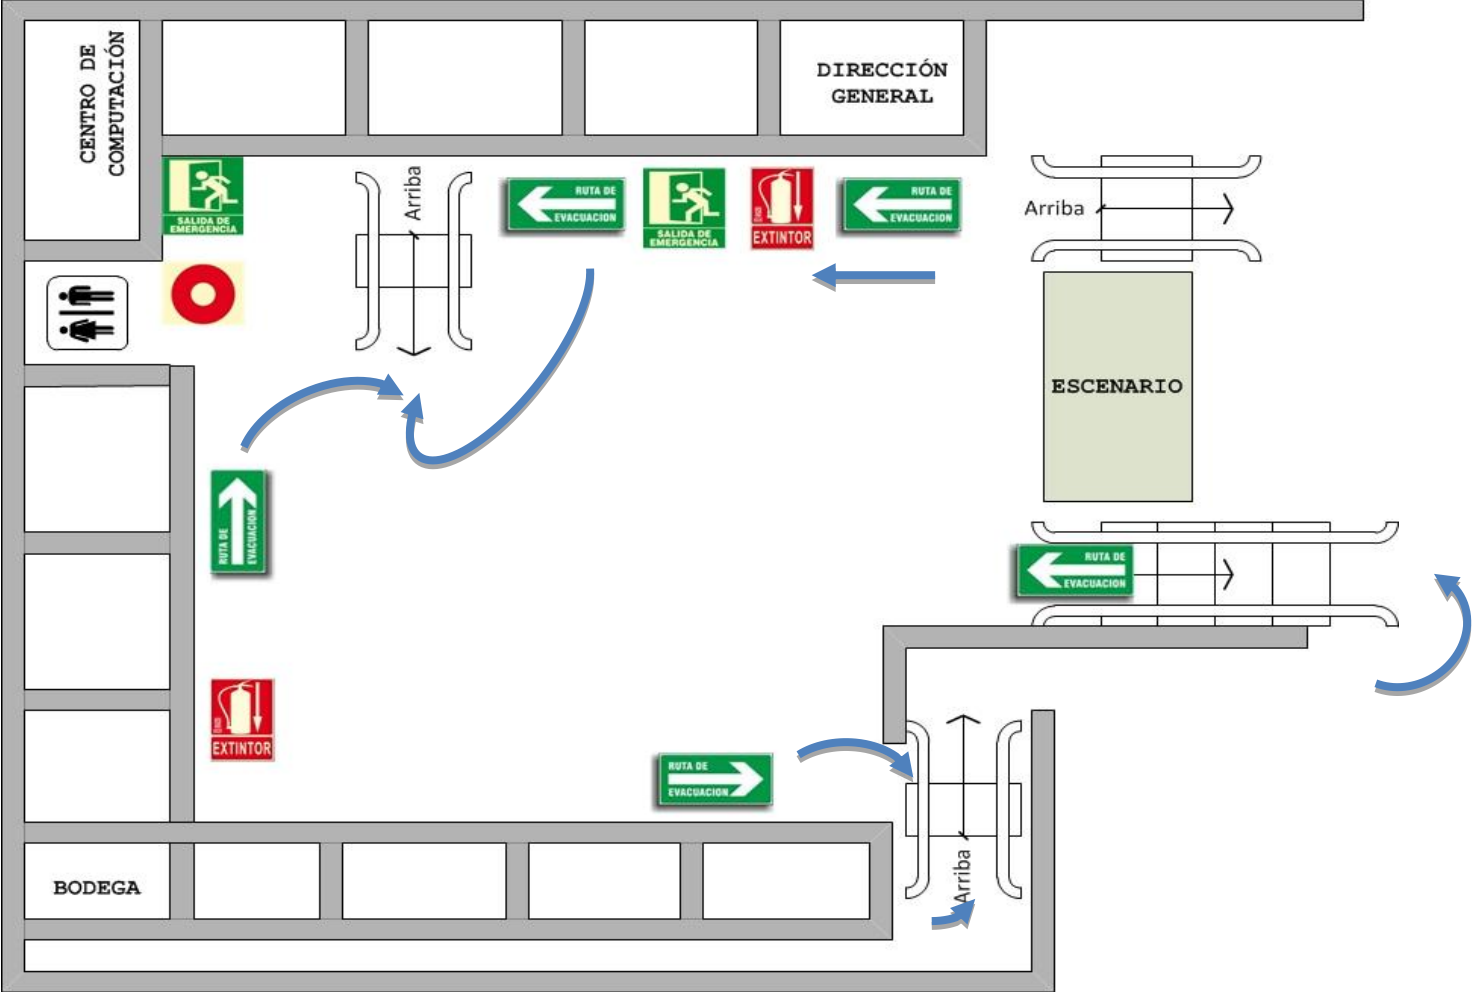 CENTRO DE
COMPUTACIÓN
DIRECCIÓN
GENERAL
SALIDA DE
EMERGENCIA
Arriba
RUTA DE
EVACUACION
SALIDA DE
EMERGENCIA
EXTINTOR
RUTA DE
EVACUACION
Arriba
ESCENARIO
RUTA DE
EVACUACION
RUTA DE
EVACUACION
EXTINTOR
RUTA DE
EVACUACION
Arriba
BODEGA